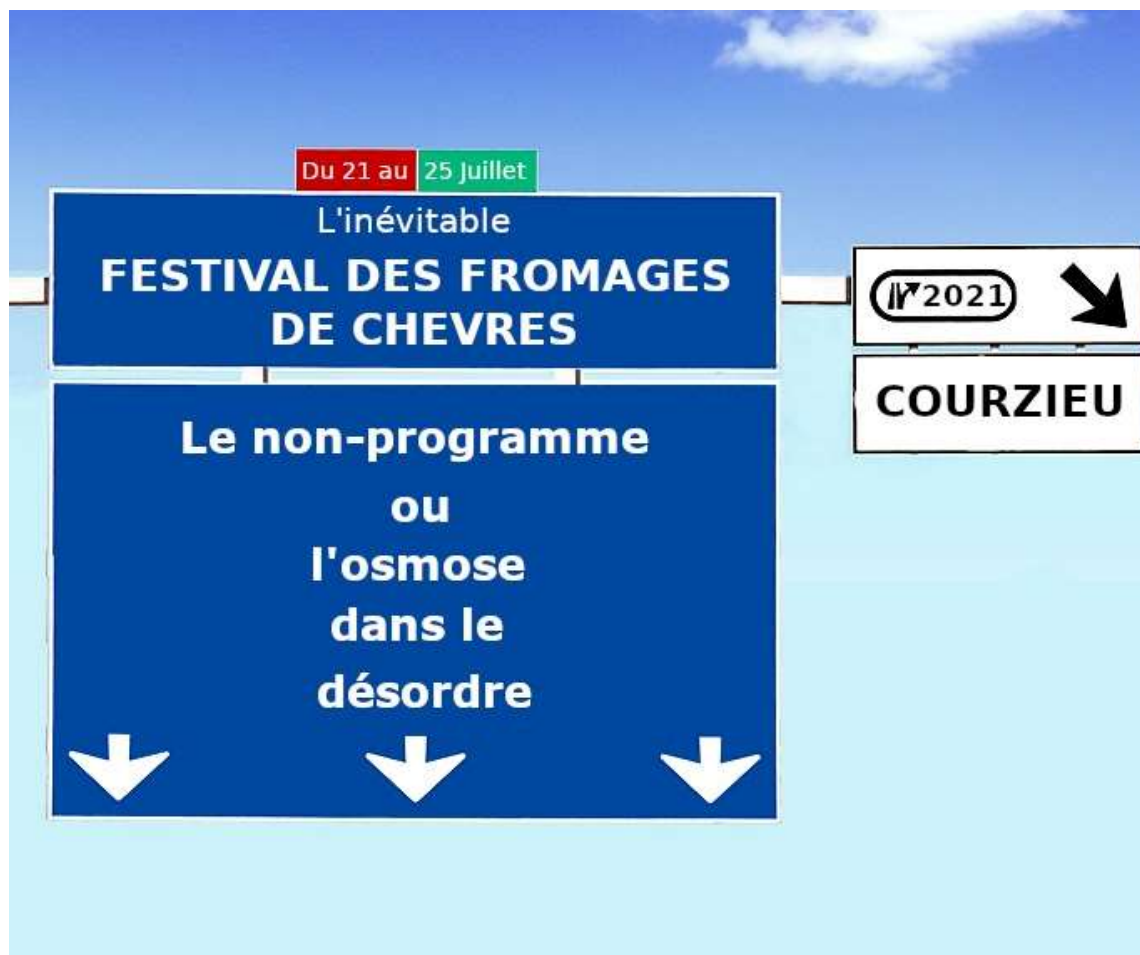 Du 21 au 25 Juillet
L'inévitable
FESTIVAL DES FROMAGES
DE CHEVRES
Le non-programme
ou
l'osmose
dans le
désordre
2021
COURZIEU